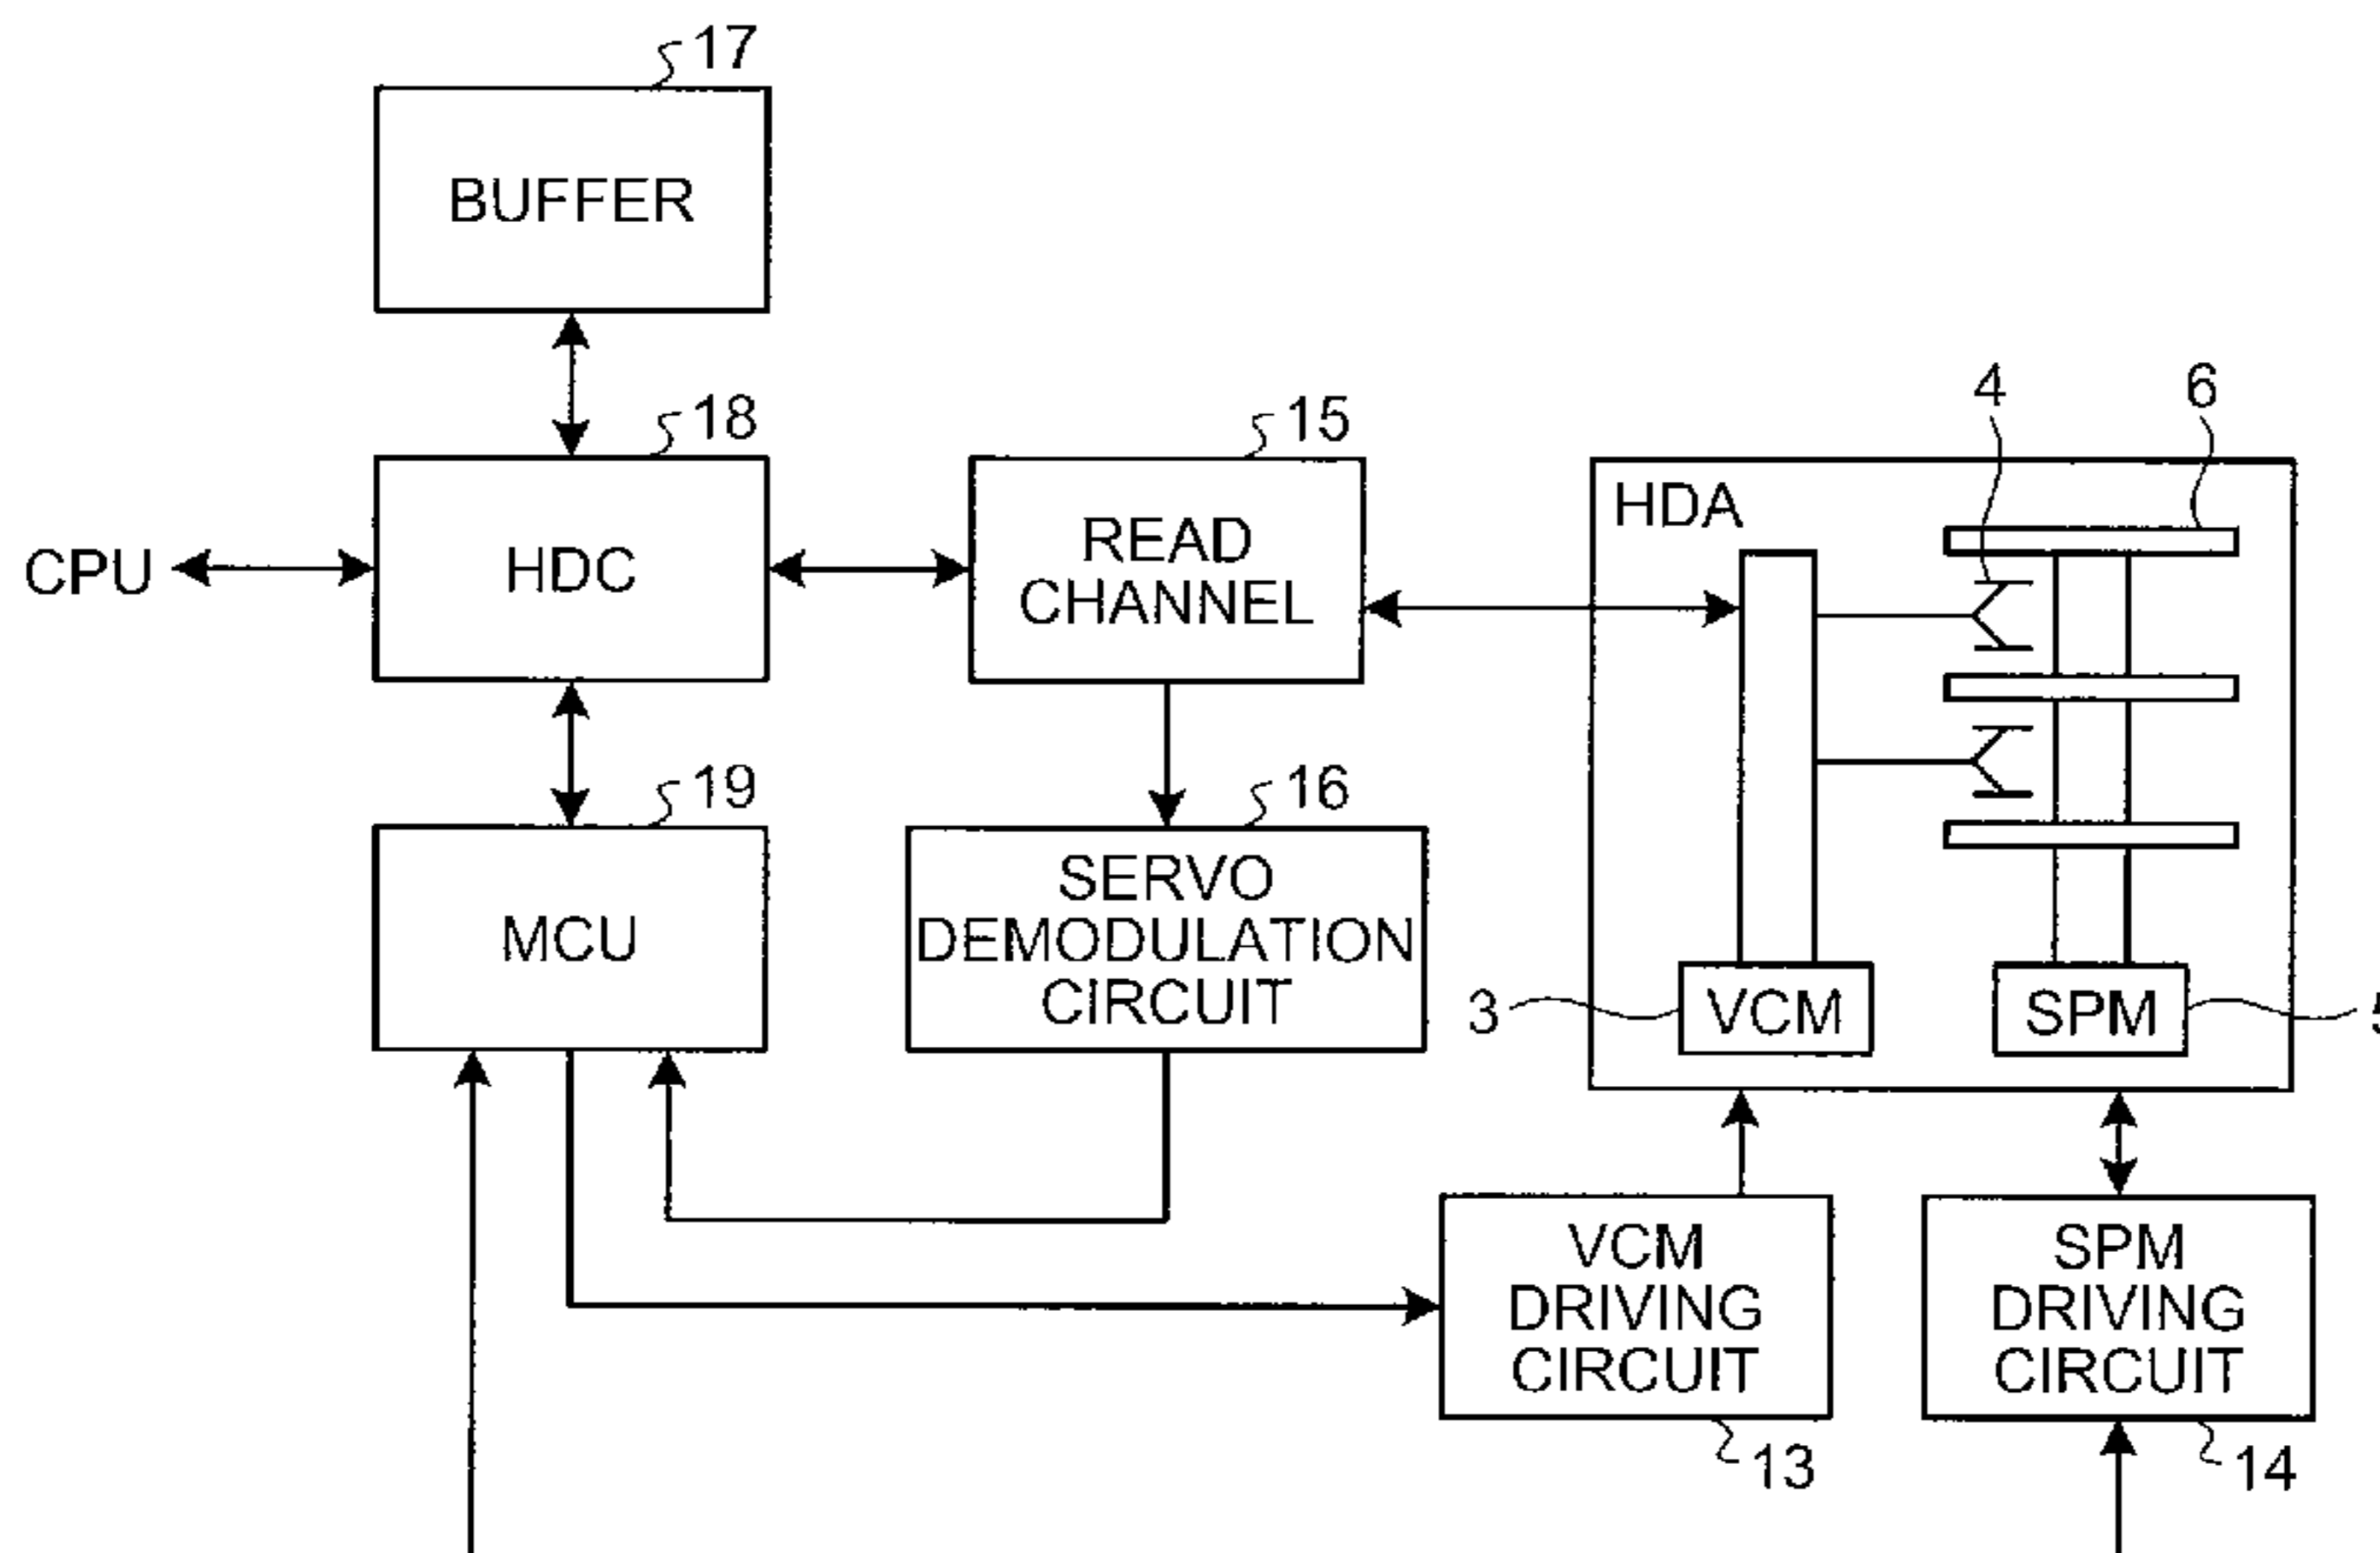 17
BUFFER
18
CPU
HDC
15
READ
CHANNEL
HDA
4
6
19
MCU
16
SERVO
DEMODULATION
CIRCUIT
3
VCM
SPM
5
VCM
DRIVING
CIRCUIT
13
SPM
DRIVING
CIRCUIT
14